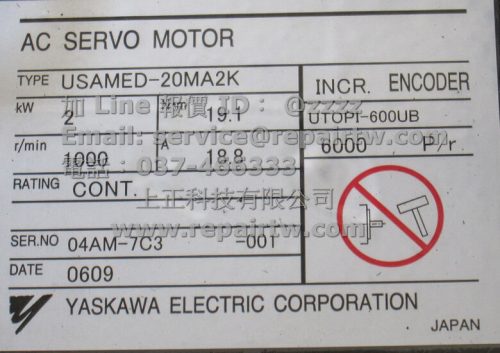 AC SERVO MOTOR
TYPE USAMED-20MA2K
INCR. ENCODER
kW 2 N·m 19.1
UTOPI-600UB
加 Line 報價 ID： @zzzz
r/min 1000 A 18.8
6000 P/r
Email: service@repairtw.com
電話：037-466333
RATING CONT.
上正科技有限公司
www.repairtw.com
SER.NO 04AM-7C3 -001
DATE 0609
YASKAWA ELECTRIC CORPORATION
JAPAN